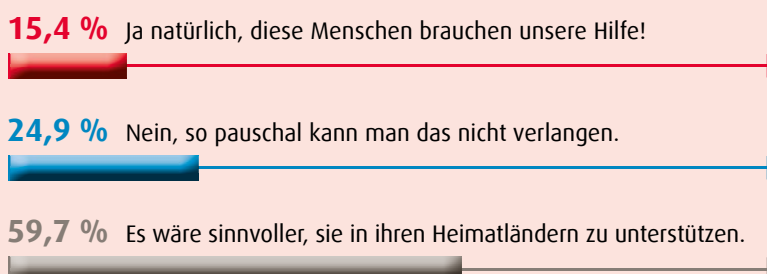 15,4 % Ja natürlich, diese Menschen brauchen unsere Hilfe!
24,9 % Nein, so pauschal kann man das nicht verlangen.
59,7 % Es wäre sinnvoller, sie in ihren Heimatländern zu unterstützen.